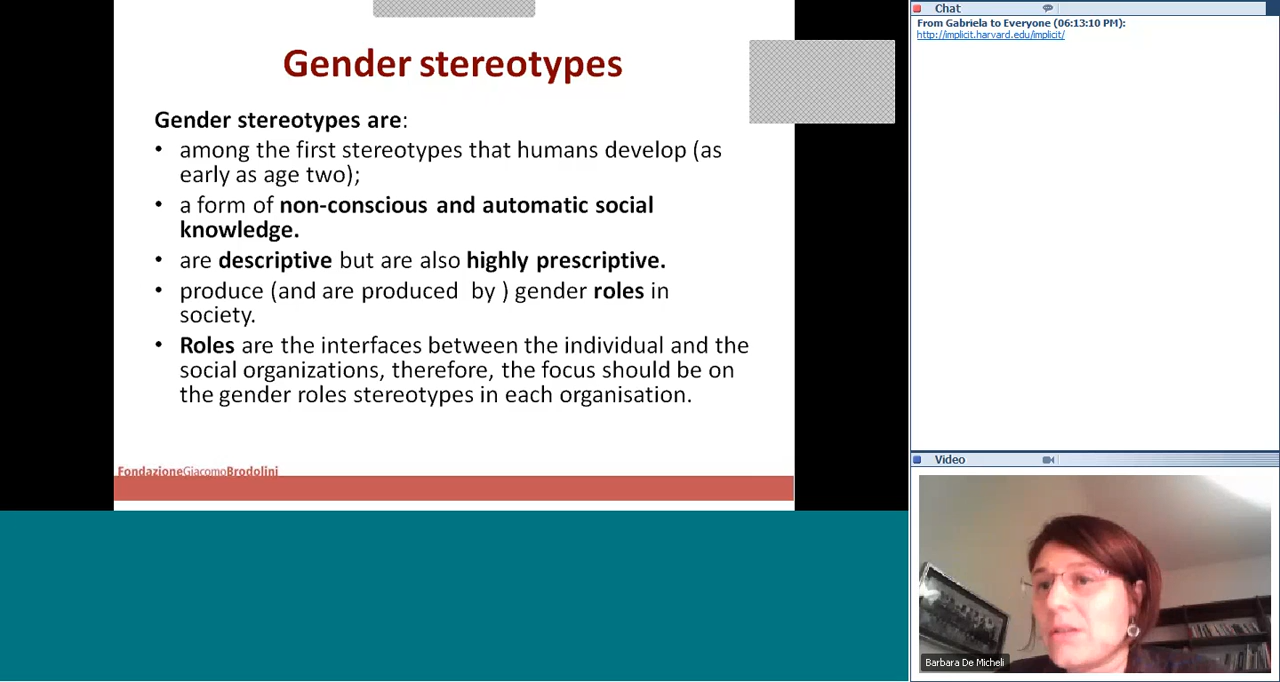 Gender stereotypes
Gender stereotypes are:
• among the first stereotypes that humans develop (as
early as age two);
• a form of non-conscious and automatic social
knowledge.
• are descriptive but are also highly prescriptive.
• produce (and are produced by ) gender roles in
society.
• Roles are the interfaces between the individual and the
social organizations, therefore, the focus should be on
the gender roles stereotypes in each organisation.
FondazioneGiacomoBrodolini
Chat
From Gabriela to Everyone (06:13:10 PM):
http://implicit.harvard.edu/implicit/
Video
Barbara De Micheli